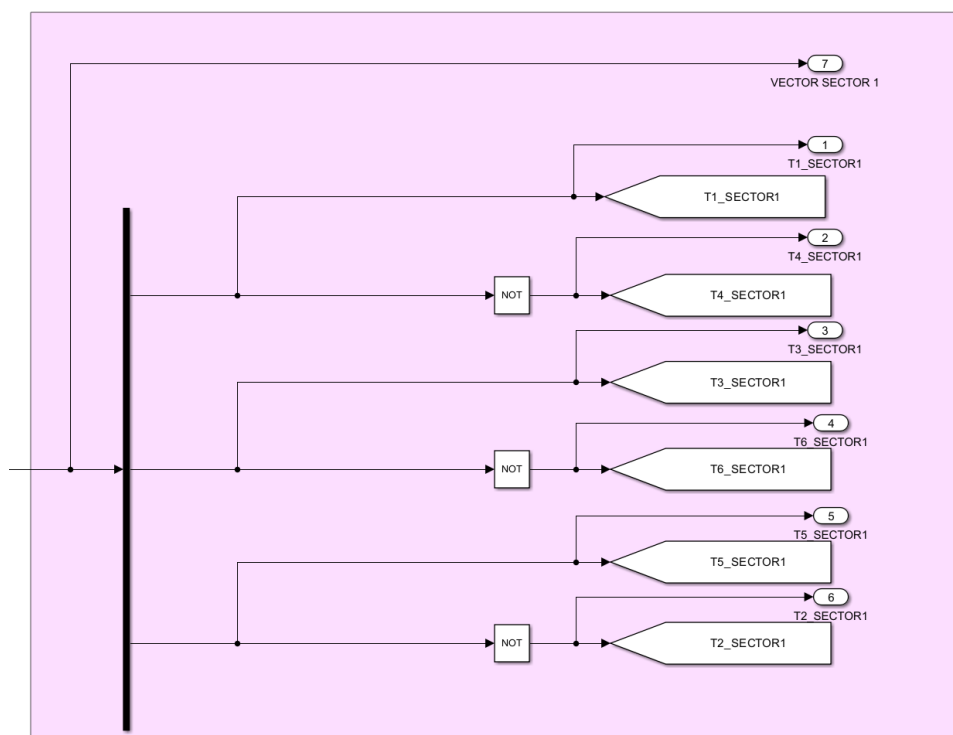 7
VECTOR SECTOR 1
1
T1_SECTOR1
T1_SECTOR1
2
T4_SECTOR1
NOT
T4_SECTOR1
3
T3_SECTOR1
T3_SECTOR1
4
T6_SECTOR1
NOT
T6_SECTOR1
5
T5_SECTOR1
T5_SECTOR1
6
T2_SECTOR1
NOT
T2_SECTOR1